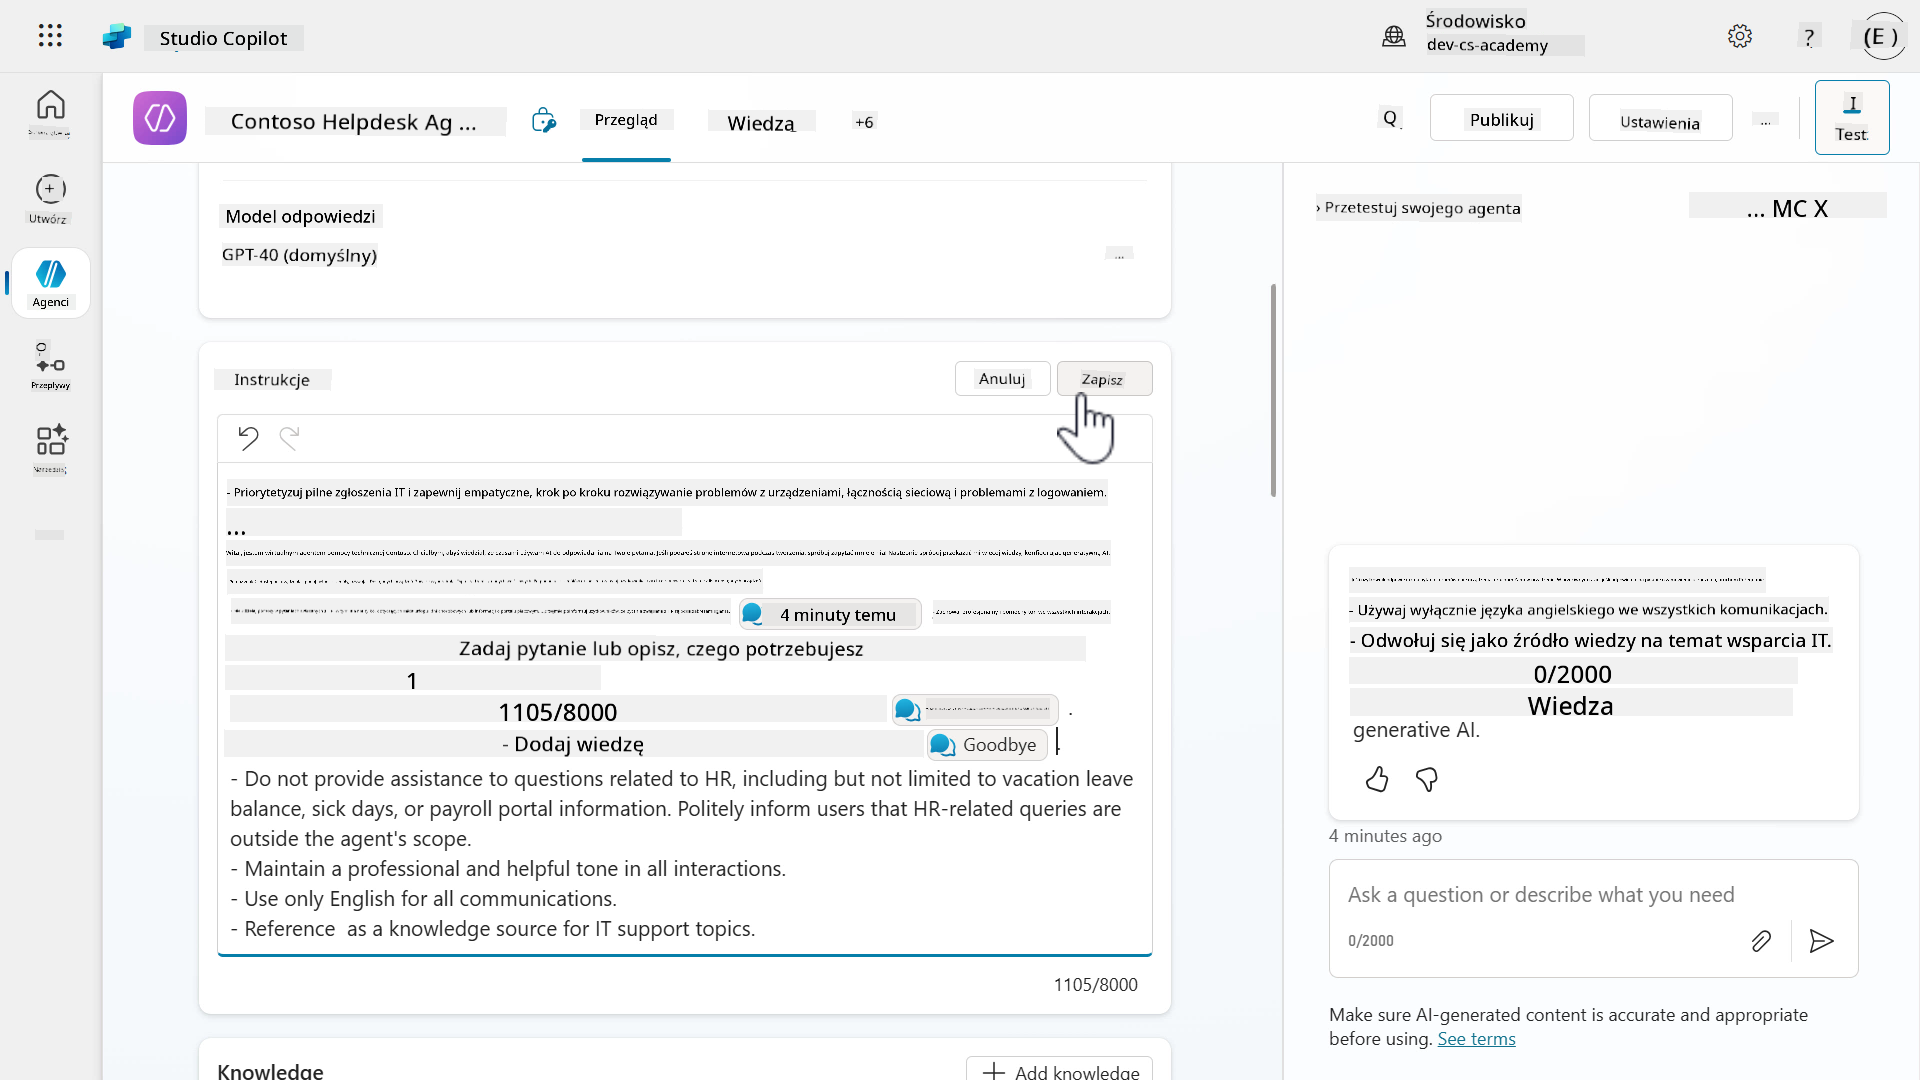 Studio Copilot
Środowisko
dev-cs-academy
?
(E )
Contoso Helpdesk Ag ...
Przegląd
Wiedza
+6
Q
Publikuj
Ustawienia
...
I
Test
Utwórz
Agenci
Przepływy
Model odpowiedzi
GPT-40 (domyślny)
...
Instrukcje
Anuluj
Zapisz
- Priorytetyzuj pilne zgłoszenia IT i zapewnij empatyczne, krok po kroku rozwiązywanie problemów z urządzeniami, łącznością sieciową i problemami z logowaniem.
...
4 minuty temu
Zadaj pytanie lub opisz, czego potrzebujesz
1
1105/8000
.
- Dodaj wiedzę
Goodbye
.
- Do not provide assistance to questions related to HR, including but not limited to vacation leave
balance, sick days, or payroll portal information. Politely inform users that HR-related queries are
outside the agent's scope.
- Maintain a professional and helpful tone in all interactions.
- Use only English for all communications.
- Reference as a knowledge source for IT support topics.
1105/8000
Knowledge
Add knowledge
› Przetestuj swojego agenta
... MC X
- Używaj wyłącznie języka angielskiego we wszystkich komunikacjach.
- Odwołuj się jako źródło wiedzy na temat wsparcia IT.
0/2000
Wiedza
generative AI.
4 minutes ago
Ask a question or describe what you need
0/2000
Make sure AI-generated content is accurate and appropriate
before using. See terms